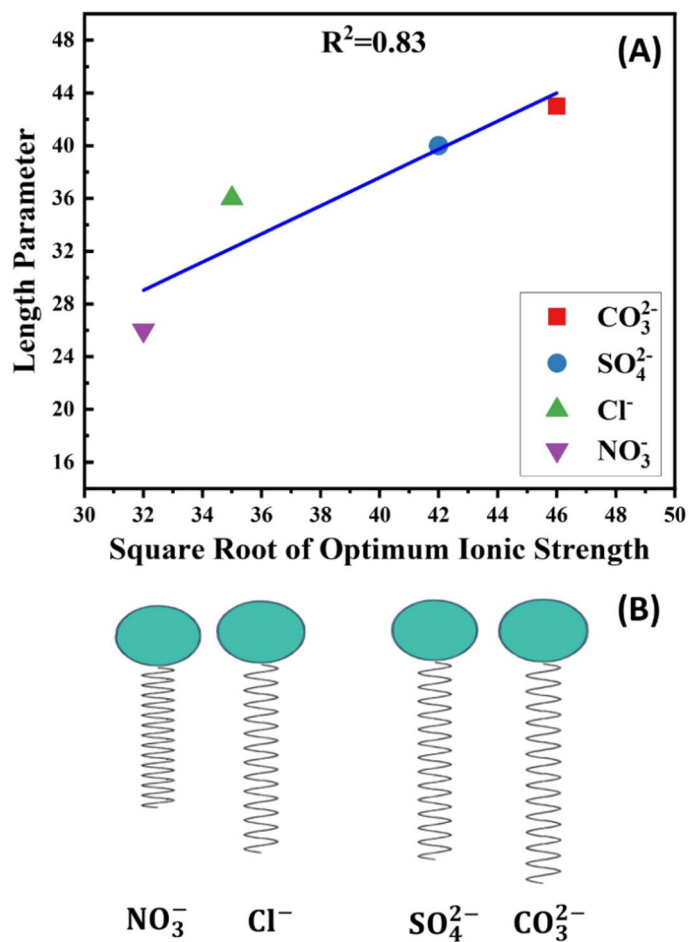 R²=0.83
(A)
48
44
40
36
32
28
24
20
16
Length Parameter
CO₃²⁻
SO₄²⁻
Cl⁻
NO₃⁻
30 32 34 36 38 40 42 44 46 48 50
Square Root of Optimum Ionic Strength
(B)
NO₃⁻ Cl⁻ SO₄²⁻ CO₃²⁻